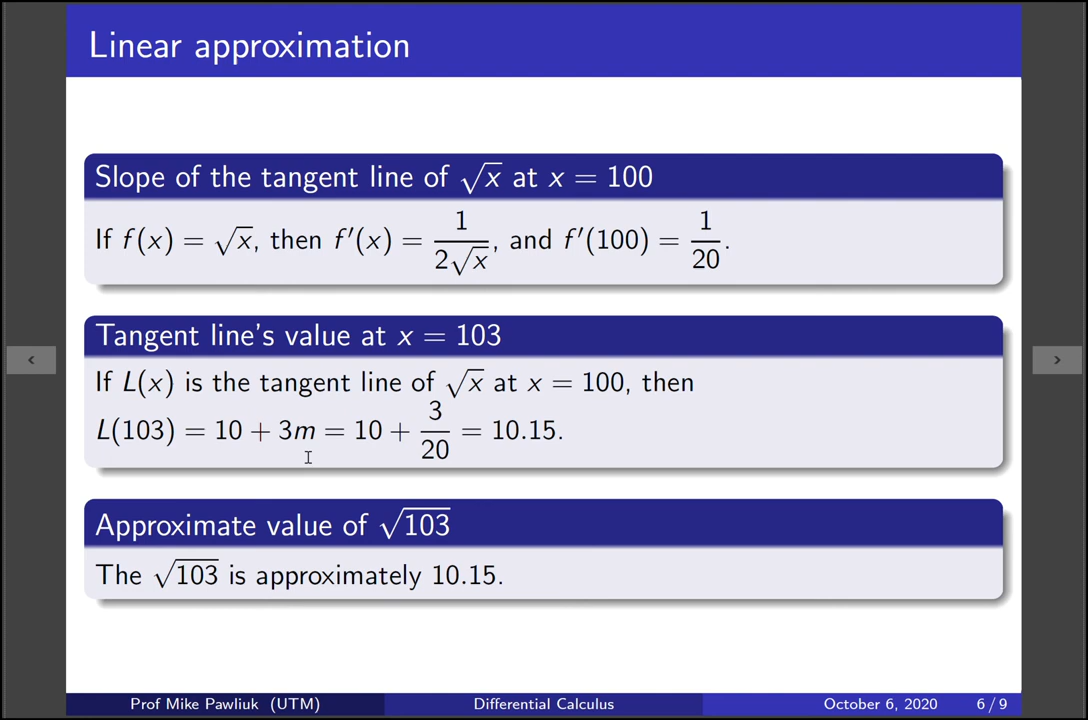 Linear approximation
Slope of the tangent line of √x at x = 100
If f(x) = √x, then f′(x) = 1/(2√x), and f′(100) = 1/20.
Tangent line's value at x = 103
If L(x) is the tangent line of √x at x = 100, then
L(103) = 10 + 3m = 10 + 3/20 = 10.15.
Approximate value of √103
The √103 is approximately 10.15.
Prof Mike Pawliuk (UTM) Differential Calculus October 6, 2020 6 / 9